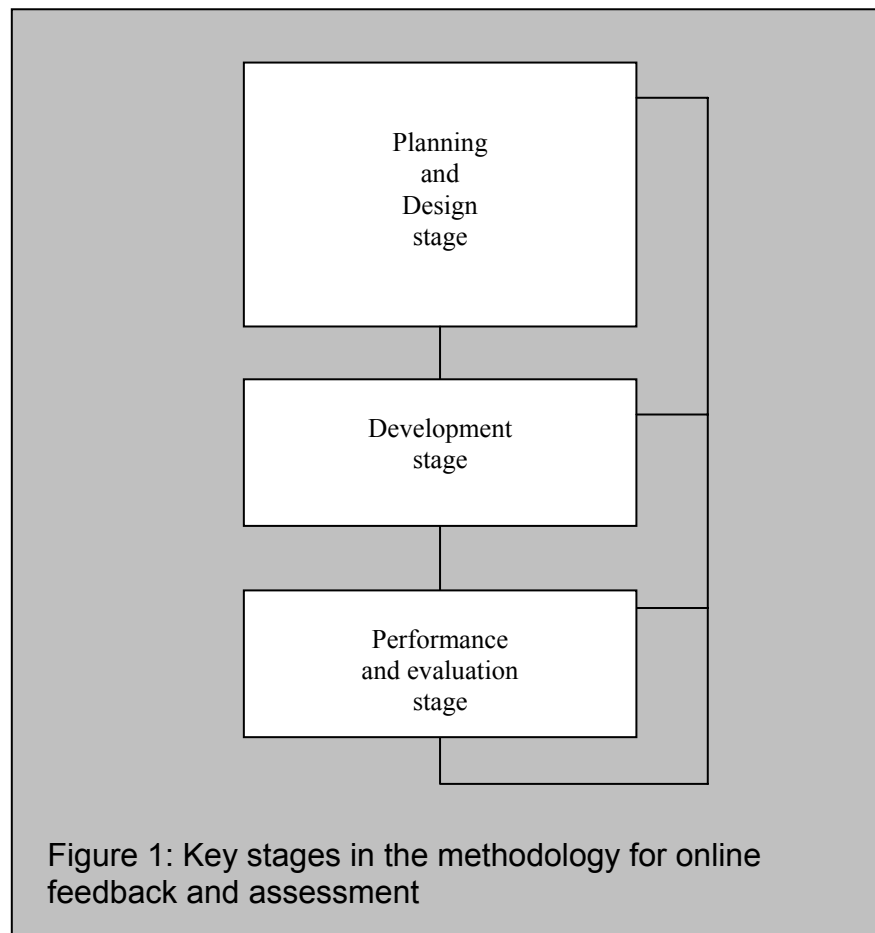 Planning
and
Design
stage
Development
stage
Performance
and evaluation
stage
Figure 1: Key stages in the methodology for online
feedback and assessment